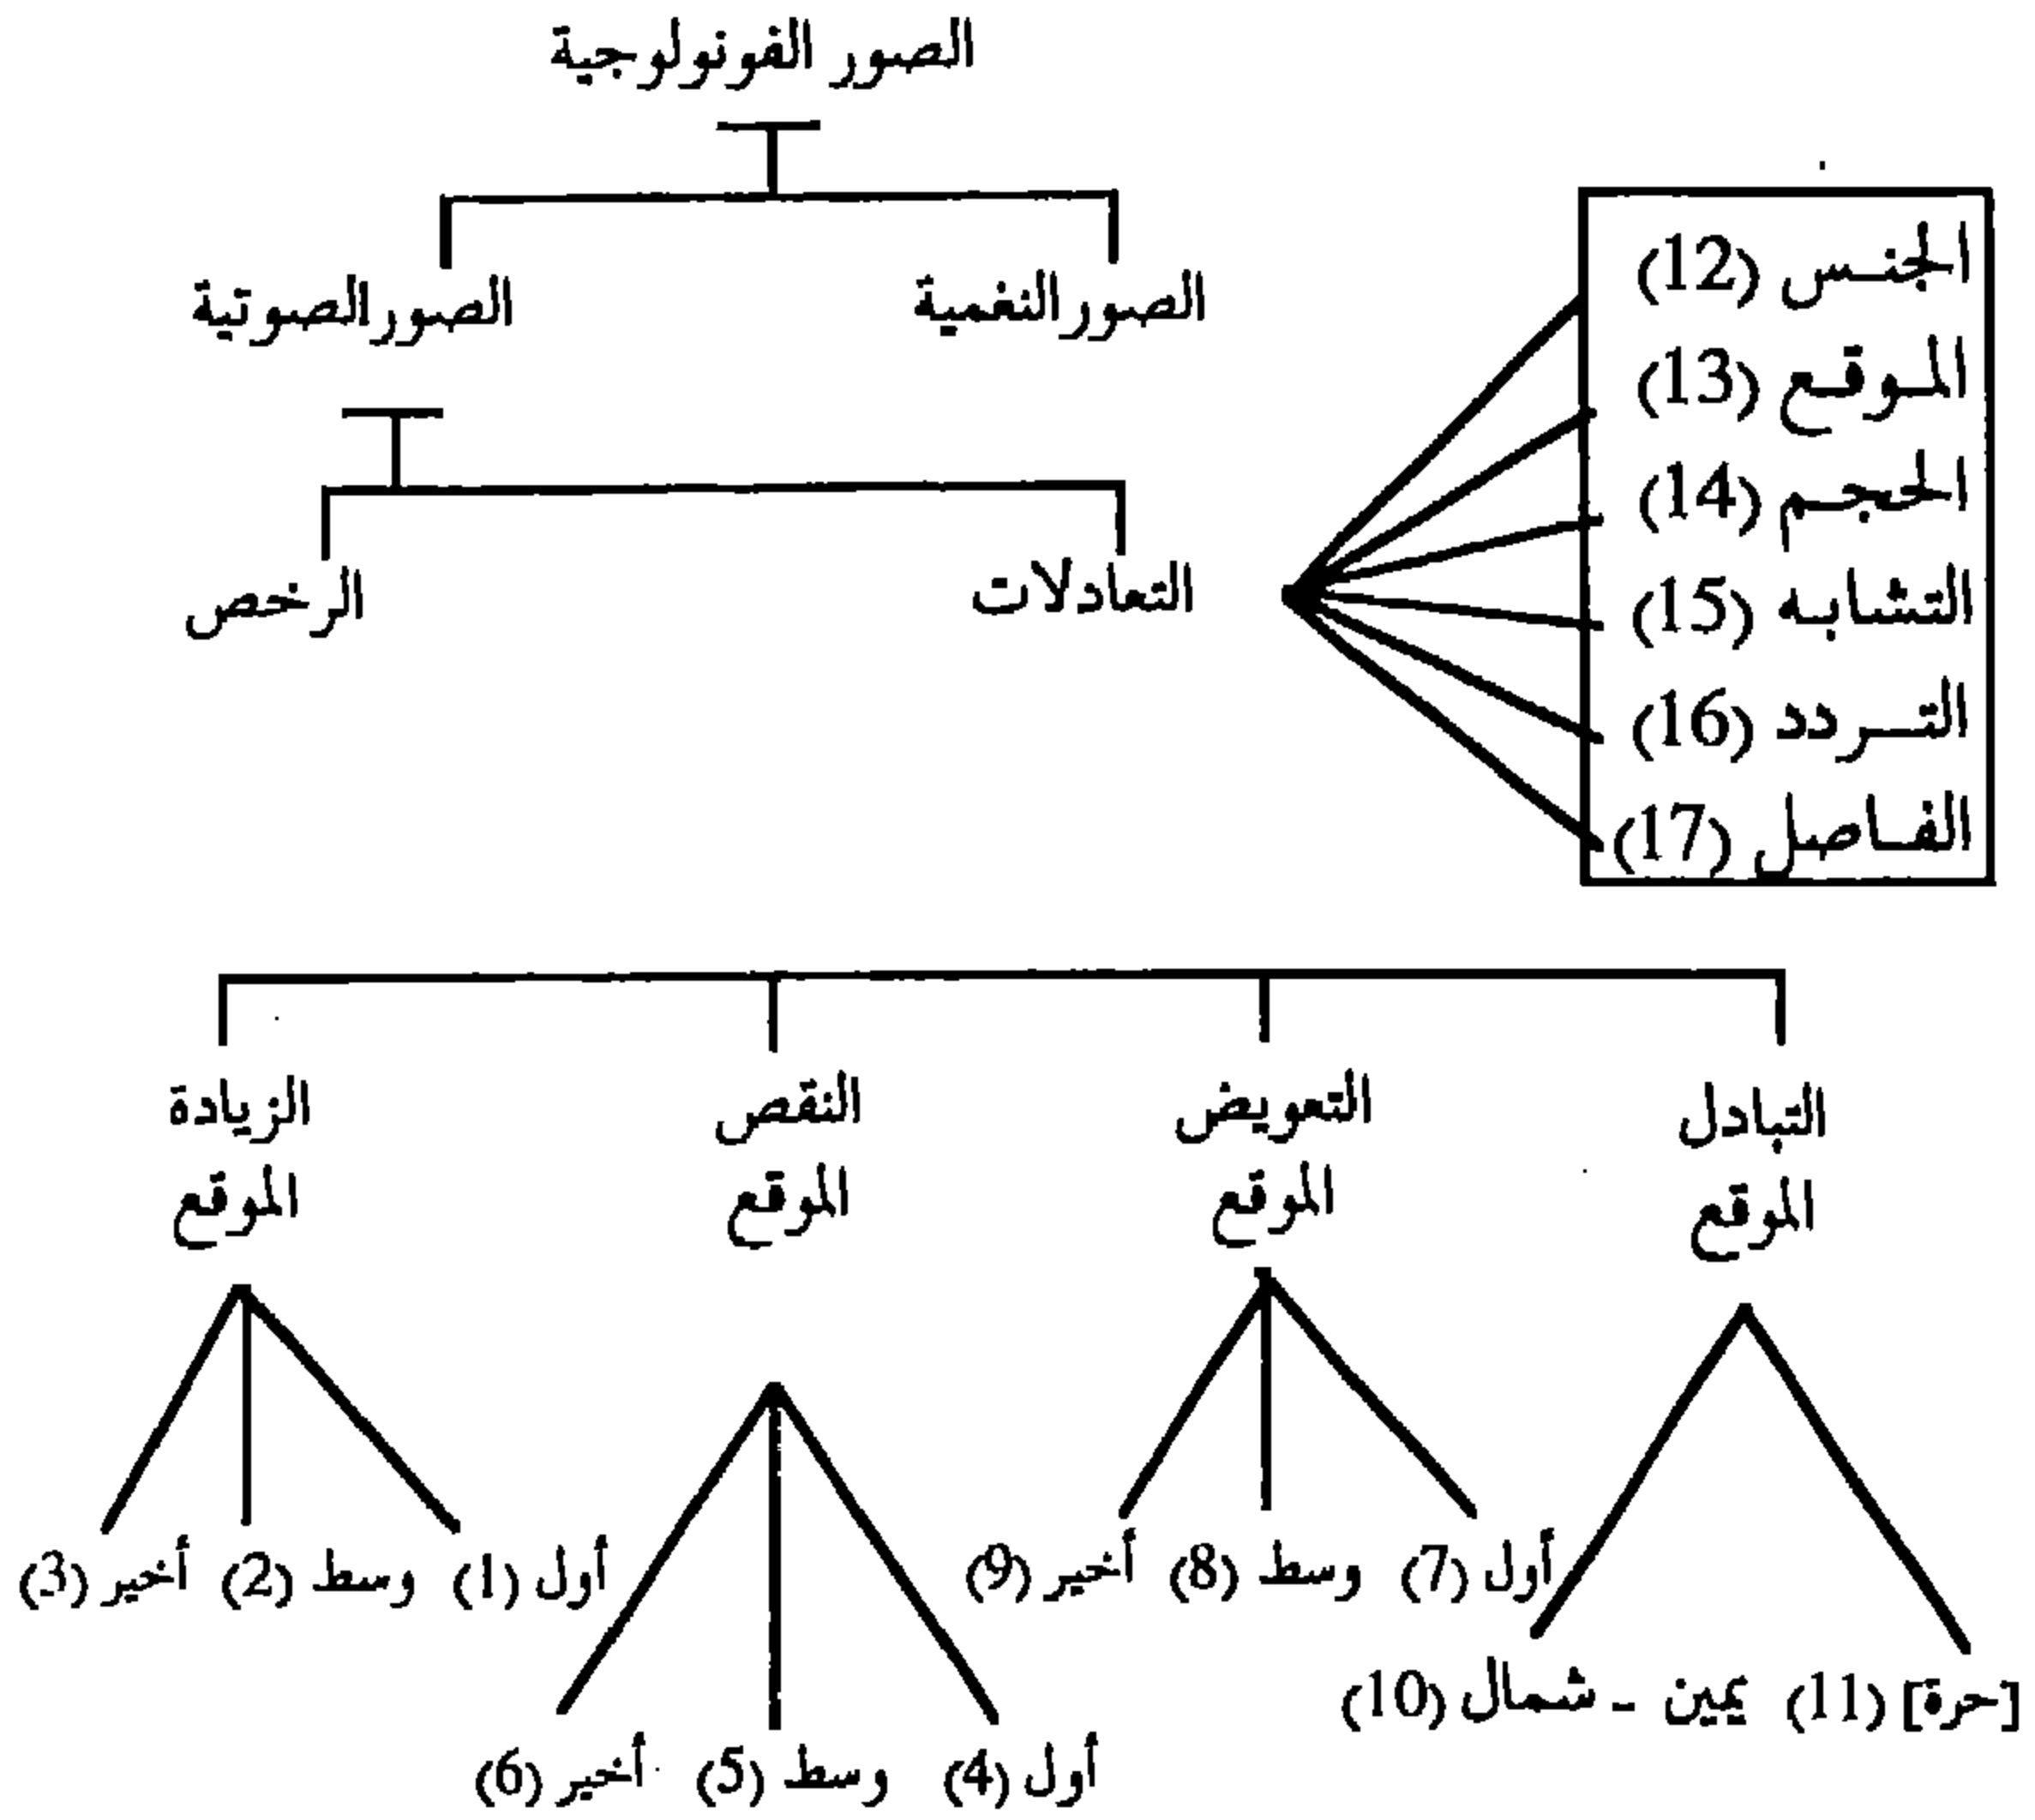 الصور الفونولوجية
الصور النغمية
الصور الصوتية
التعادلات
الرخص
الجنس (12)
الموقع (13)
الحجم (14)
التشابه (15)
التردد (16)
الفاصل (17)
التبادل
الموقع
التعويض
الموقع
النقص
الموقع
الزيادة
الموقع
[حرة] (11)
يمين - شمال (10)
أول (7)
وسط (8)
أخير (9)
أول (4)
وسط (5)
أخير (6)
أول (1)
وسط (2)
أخير (3)